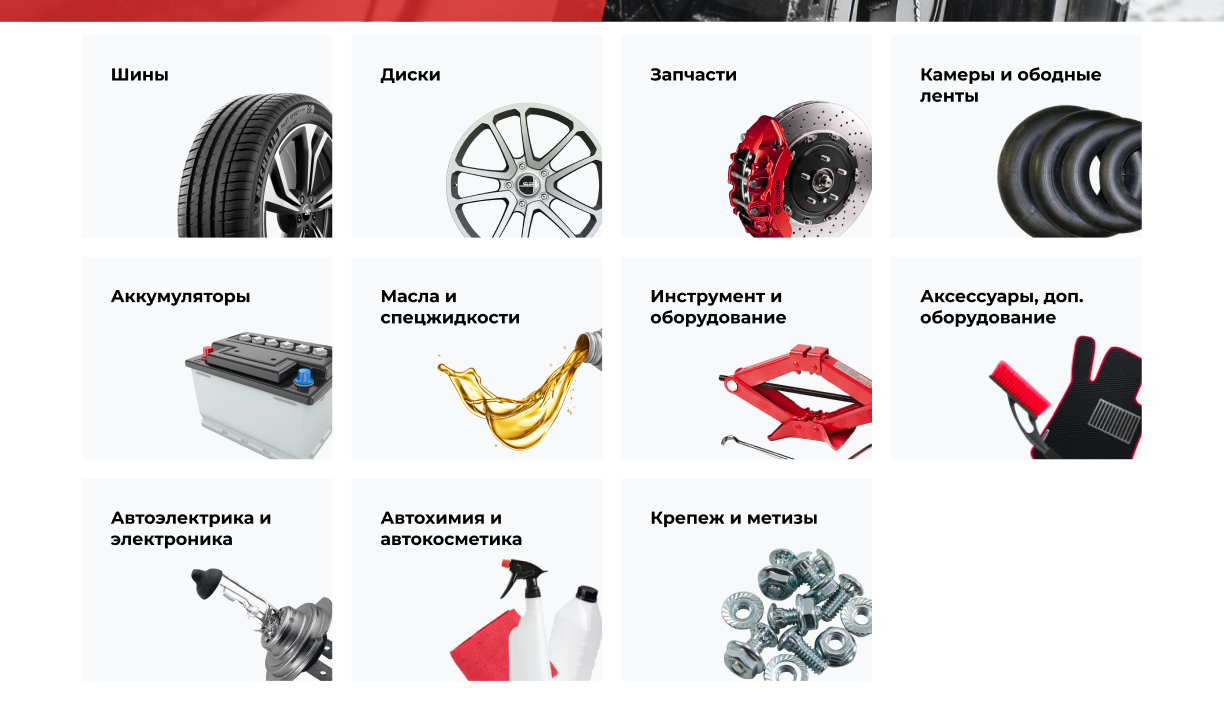 Шины
Диски
Запчасти
Камеры и ободные
ленты
Аккумуляторы
Масла и
спецжидкости
Инструмент и
оборудование
Аксессуары, доп.
оборудование
Автоэлектрика и
электроника
Автохимия и
автокосметика
Крепеж и метизы